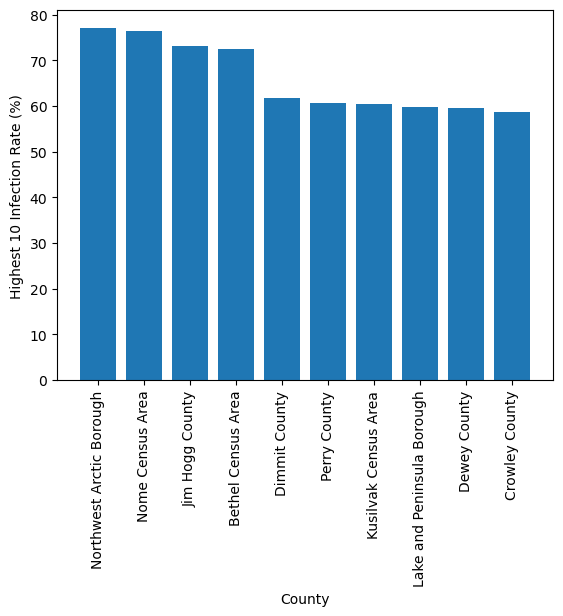 Highest 10 Infection Rate (%)
80
70
60
50
40
30
20
10
0
Northwest Arctic Borough
Nome Census Area
Jim Hogg County
Bethel Census Area
Dimmit County
Perry County
Kusilvak Census Area
Lake and Peninsula Borough
Dewey County
Crowley County
County